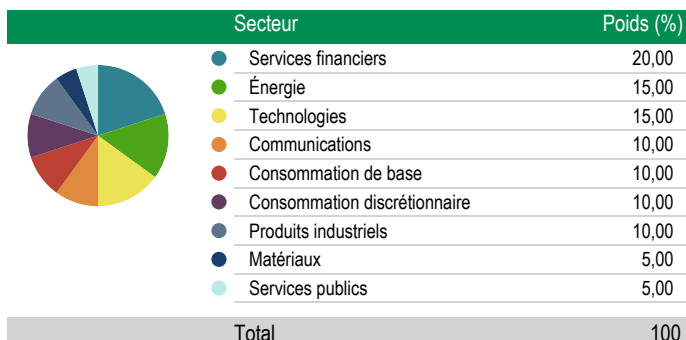 Secteur Poids (%)
Services financiers 20,00
Énergie 15,00
Technologies 15,00
Communications 10,00
Consommation de base 10,00
Consommation discrétionnaire 10,00
Produits industriels 10,00
Matériaux 5,00
Services publics 5,00
Total 100